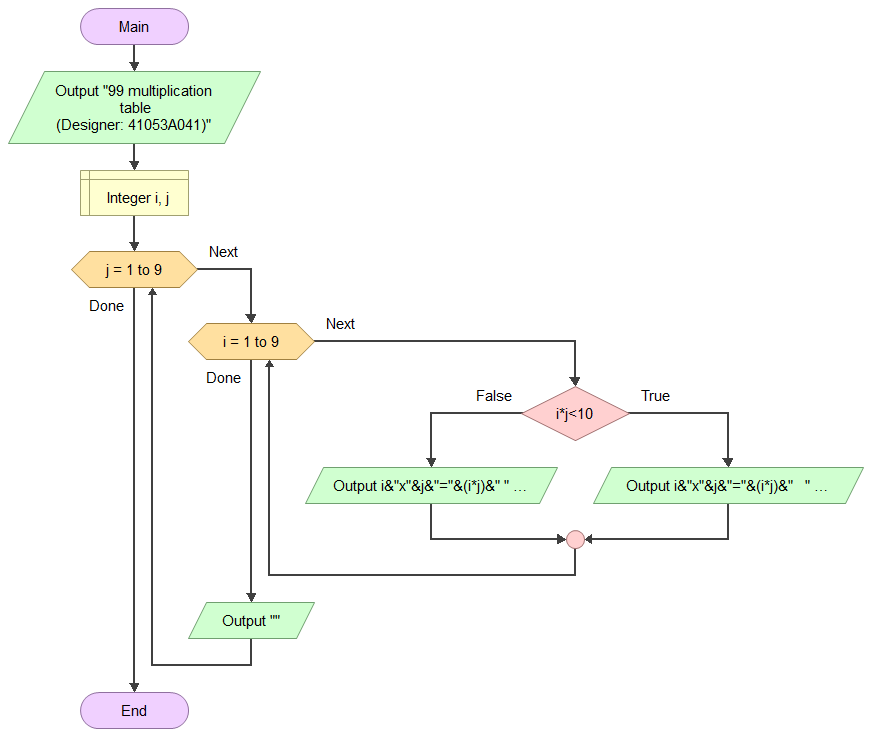 Main
Output "99 multiplication
table
(Designer: 41053A041)"
Integer i, j
j = 1 to 9
Next
Done
i = 1 to 9
Next
Done
i*j<10
False
True
Output i&"x"&j&"="&(i*j)&" " ...
Output i&"x"&j&"="&(i*j)&"   " ...
Output ""
End